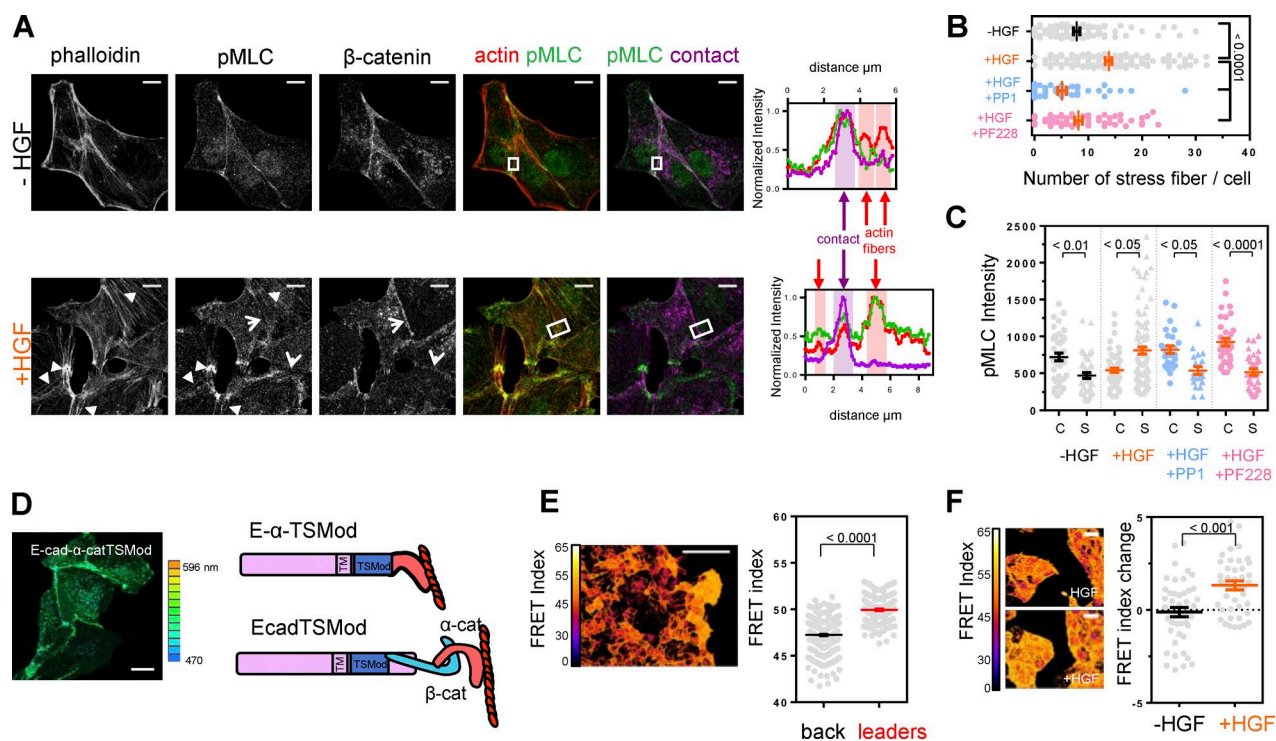 A
phalloidin
pMLC
β-catenin
actin pMLC
pMLC contact
- HGF
+HGF
distance µm
0 2 4 6
Normalized Intensity
1.0
0.5
0.0
contact
actin
fibers
Normalized Intensity
1.0
0.5
0.0
0 2 4 6 8
distance µm
B
-HGF
+HGF
+HGF
+PP1
+HGF
+PF228
< 0.0001
0 10 20 30 40
Number of stress fiber / cell
C
pMLC Intensity
2500
2000
1500
1000
500
0
< 0.01
< 0.05
< 0.05
< 0.0001
C S C S C S C S
-HGF
+HGF
+HGF
+PP1
+HGF
+PF228
D
E-cad-α-catTSMod
596 nm
470
E-α-TSMod
TM
TSMod
EcadTSMod
α-cat
TM
TSMod
β-cat
E
FRET Index
65
55
45
30
0
FRET index
60
55
50
45
40
< 0.0001
back leaders
F
FRET Index
65
55
45
30
0
-HGF
+HGF
FRET index change
5
0
-5
< 0.001
-HGF +HGF